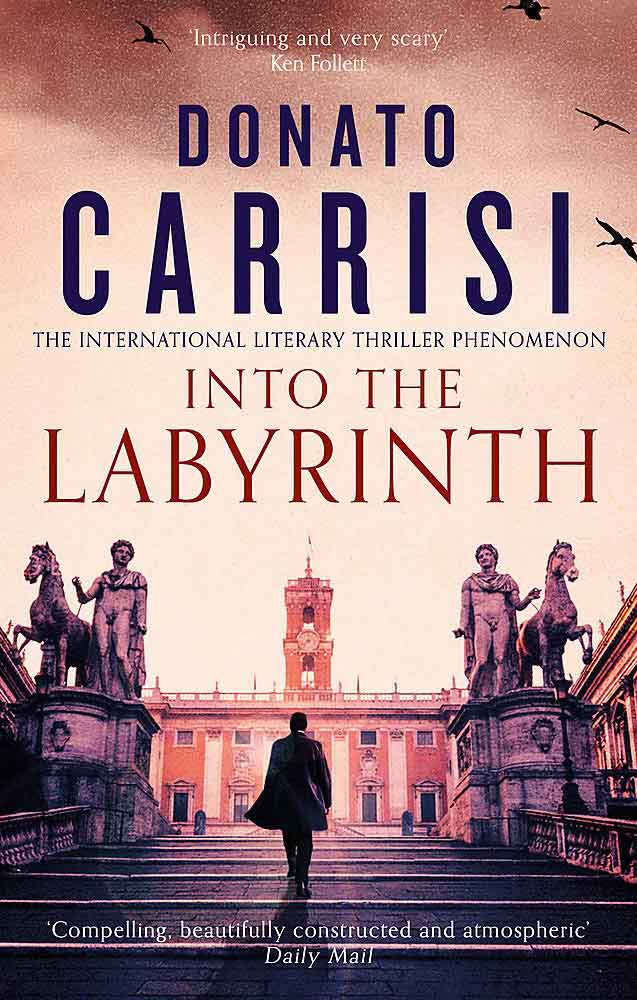 ‘Intriguing and very scary’
Ken Follett
DONATO
CARRISI
THE INTERNATIONAL LITERARY THRILLER PHENOMENON
INTO THE
LABYRINTH
‘Compelling, beautifully constructed and atmospheric’
Daily Mail